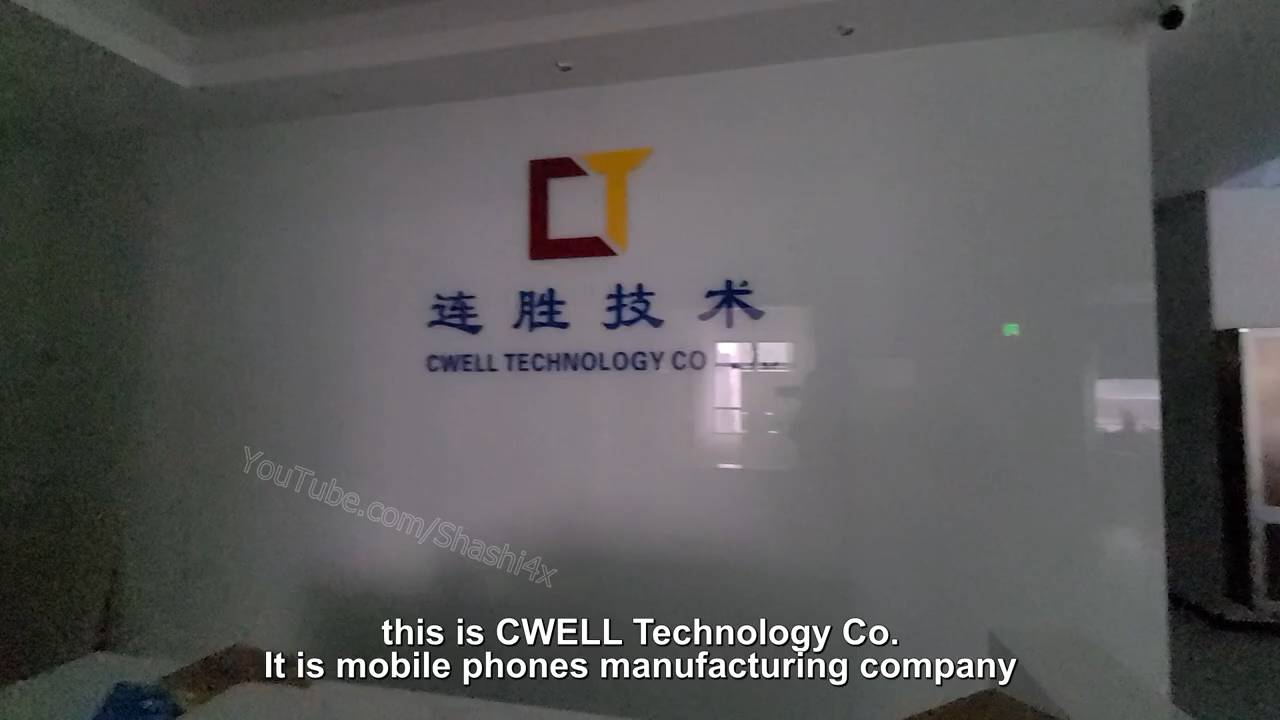 CT
连胜技术
CWELL TECHNOLOGY CO
YouTube.com/Shashi4x
this is CWELL Technology Co.
It is mobile phones manufacturing company